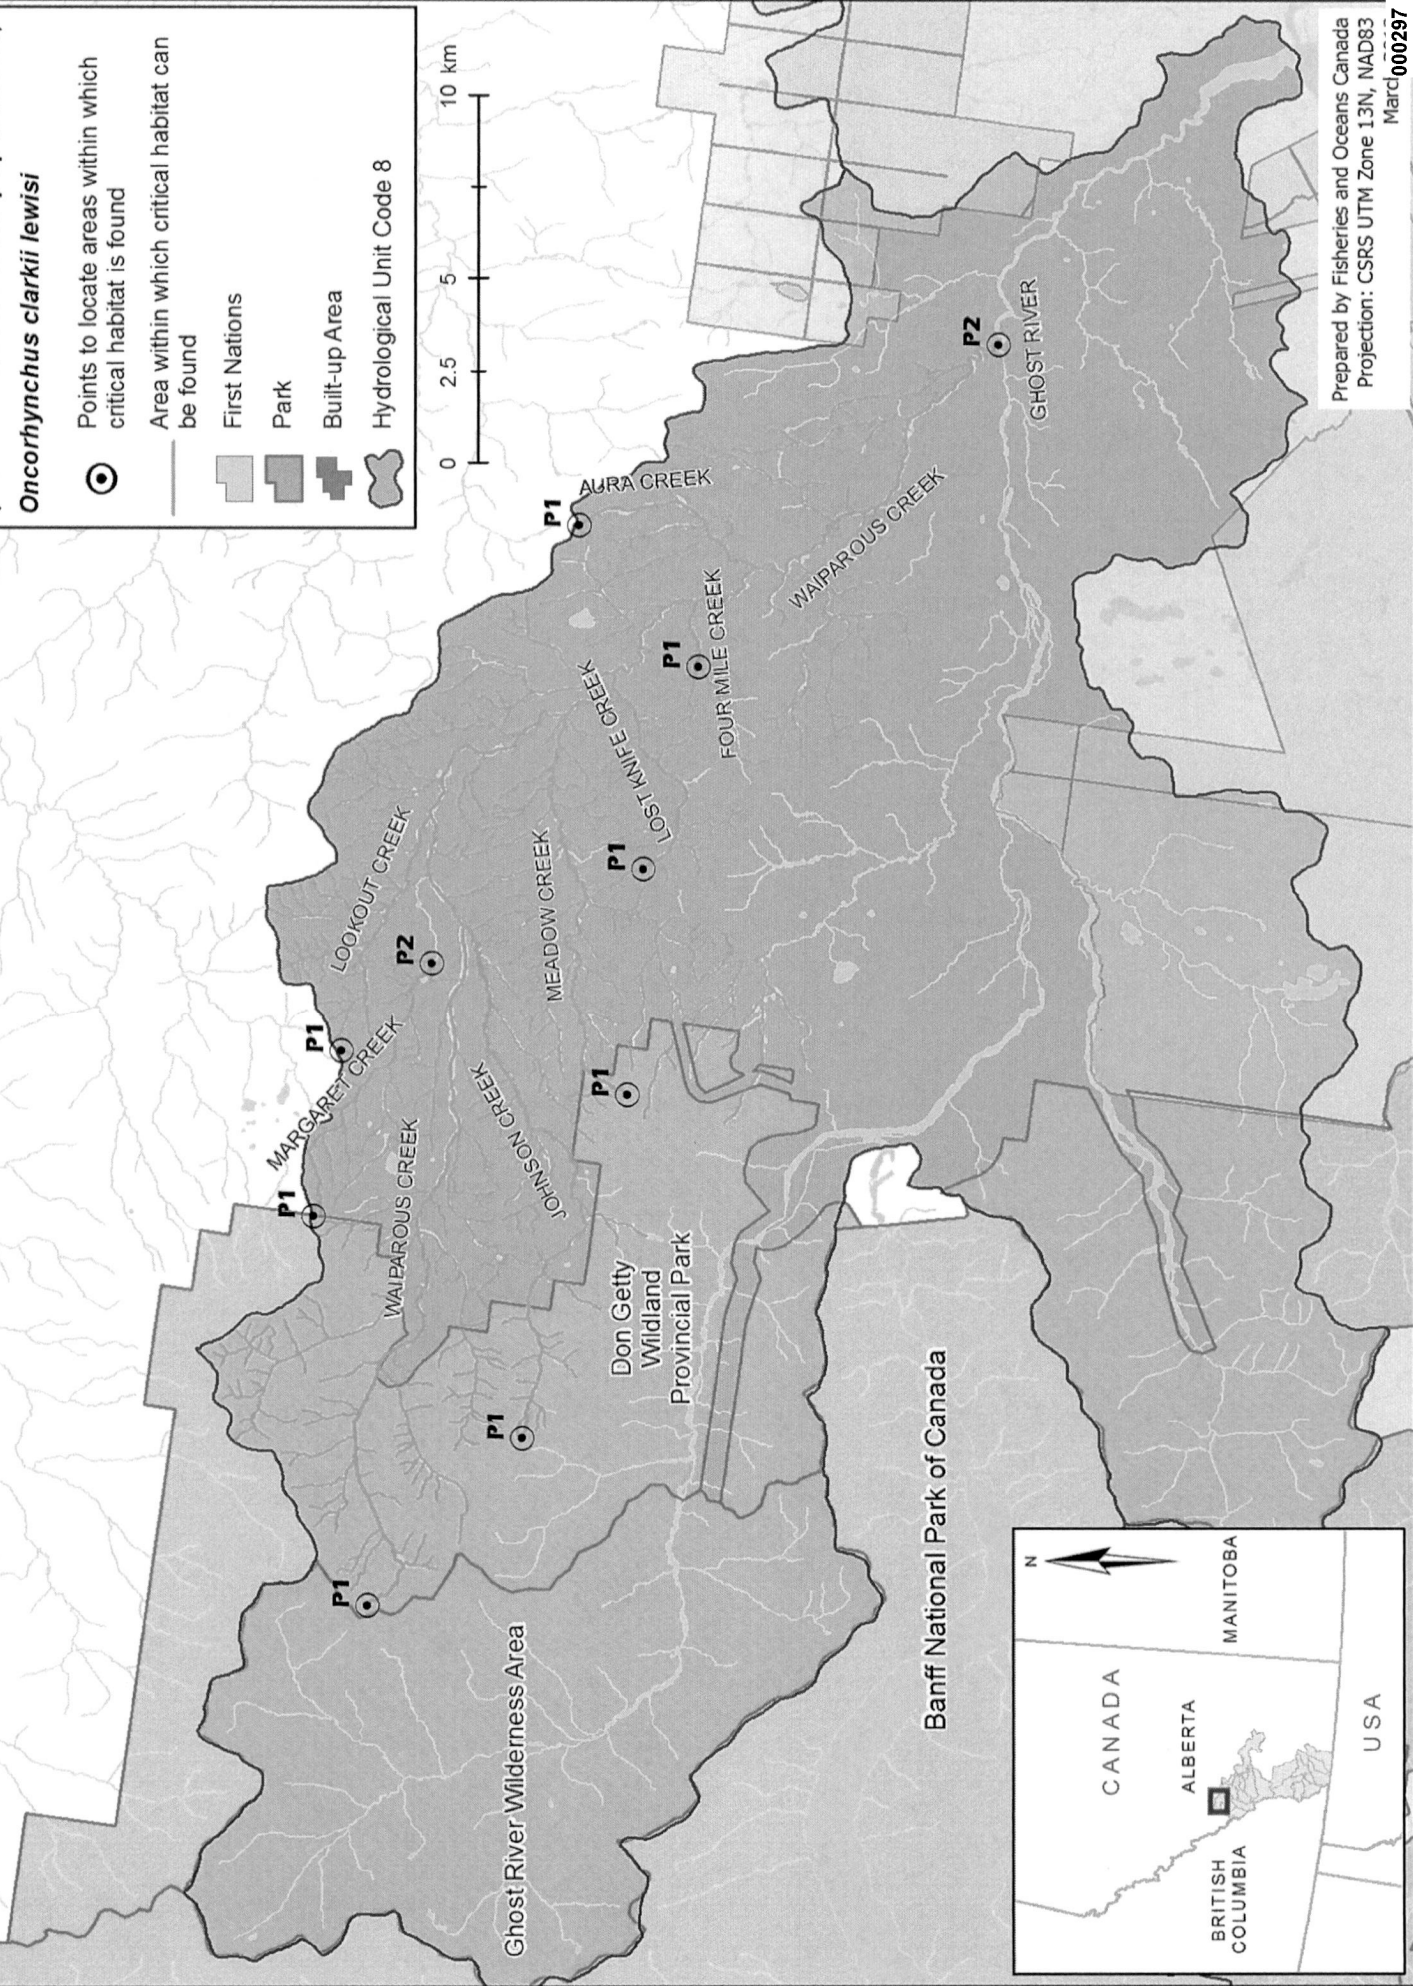 Oncorhynchus clarkii lewisi
Points to locate areas within which
critical habitat is found
Area within which critical habitat can
be found
First Nations
Park
Built-up Area
Hydrological Unit Code 8
0 2.5 5 10 km
P1
AURA CREEK
P1
MARGARET CREEK
P1
LOOKOUT CREEK
P2
WAIPAROUS CREEK
JOHNSON CREEK
MEADOW CREEK
P1
LOST KNIFE CREEK
P1
FOUR MILE CREEK
WAIPAROUS CREEK
P2
GHOST RIVER
P1
P1
P1
Don Getty
Wildland
Provincial Park
Ghost River Wilderness Area
Banff National Park of Canada
N
CANADA
ALBERTA
MANITOBA
BRITISH
COLUMBIA
USA
Prepared by Fisheries and Oceans Canada
Projection: CSRS UTM Zone 13N, NAD83
000297